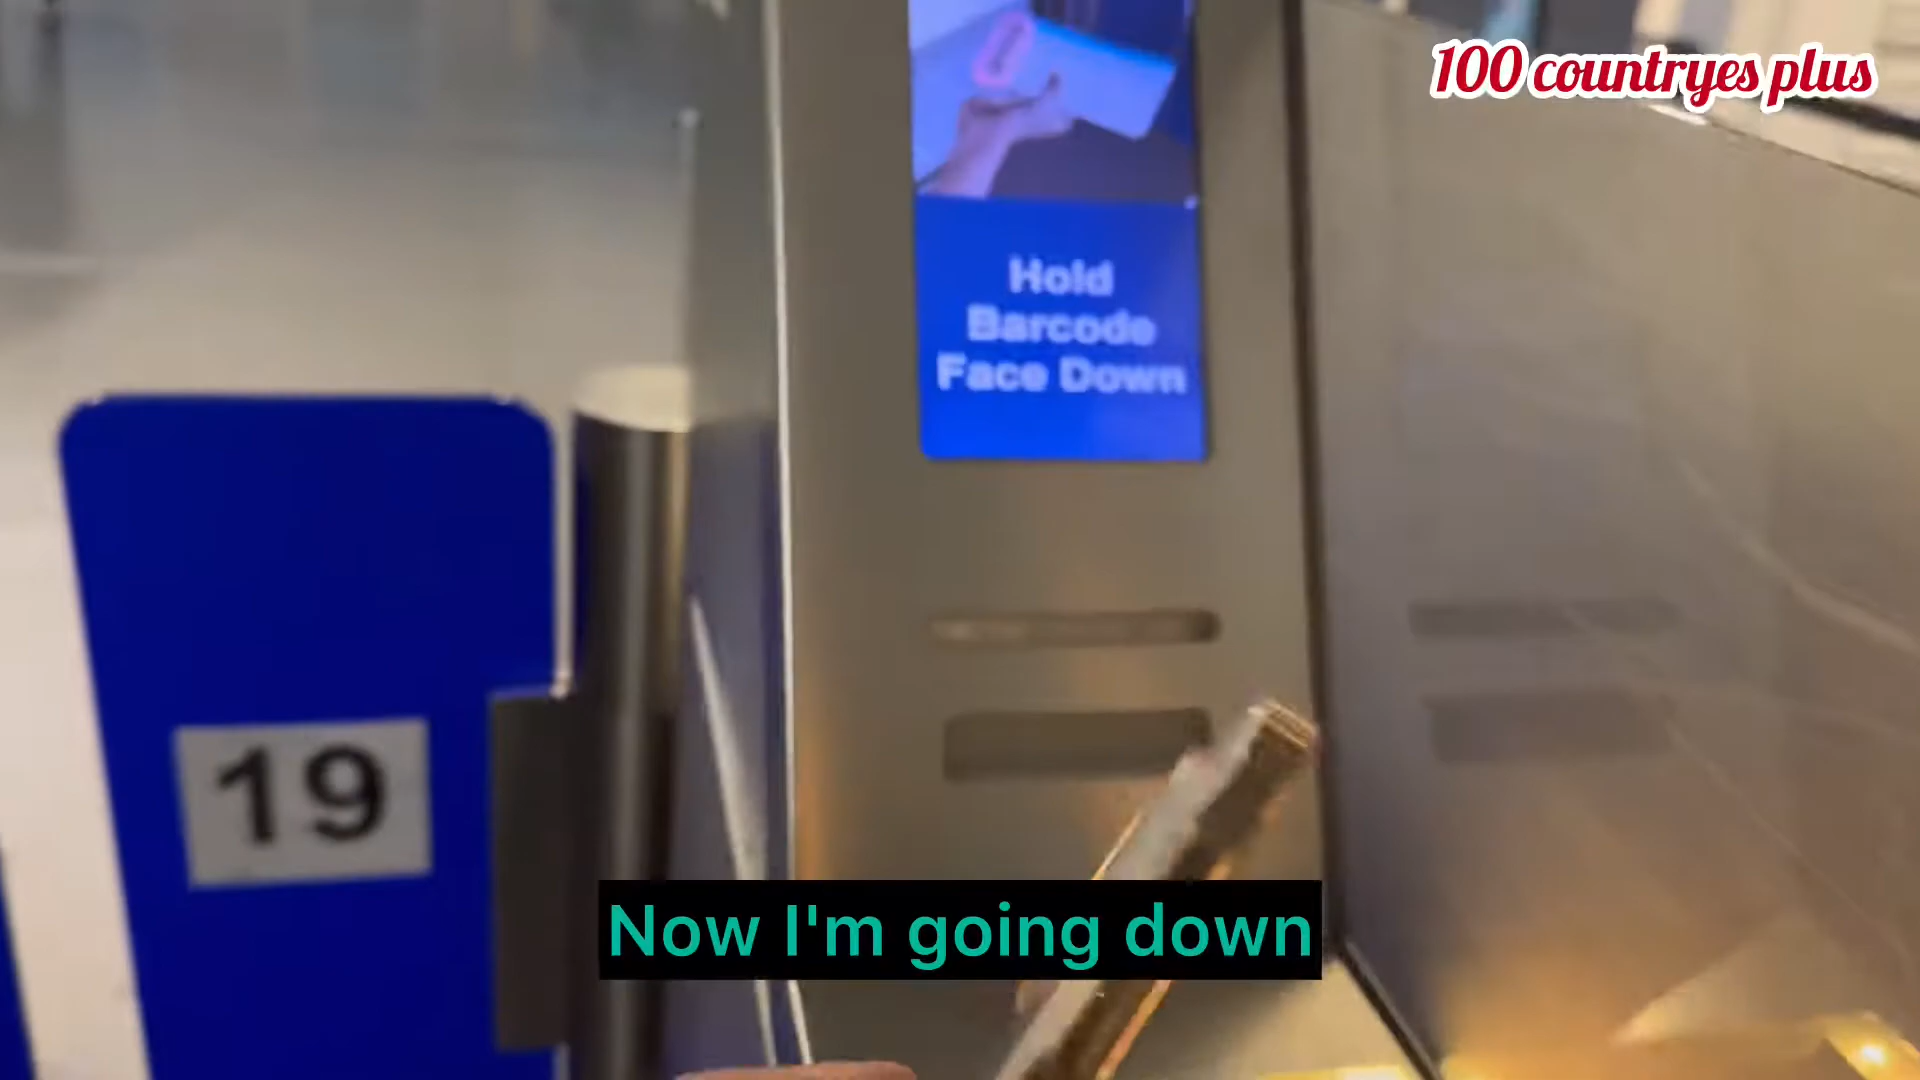 100 countryes plus
Hold
Barcode
Face Down
19
Now I'm going down